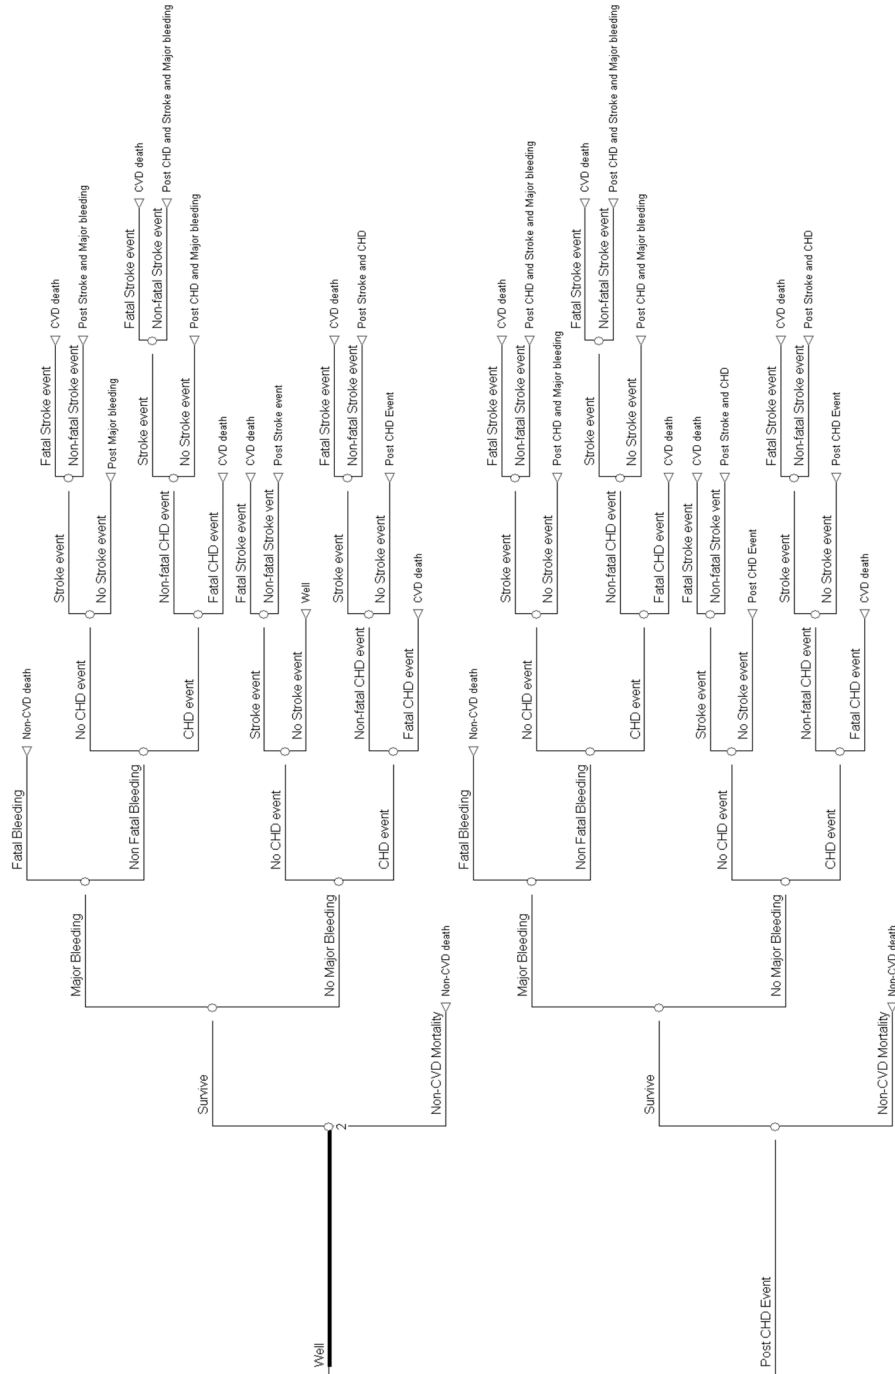 Fatal Bleeding
Non-CVD death
Fatal Stroke event
CVD death
Stroke event
Non-fatal Stroke event
Post Stroke and Major bleeding
Major Bleeding
No CHD event
No Stroke event
Post Major bleeding
Fatal Stroke event
CVD death
Non Fatal Bleeding
Stroke event
Non-fatal Stroke event
Post CHD and Stroke and Major bleeding
Non-fatal CHD event
No Stroke event
Post CHD and Major bleeding
CHD event
Fatal CHD event
CVD death
Survive
Fatal Stroke event
CVD death
Stroke event
Non-fatal Stroke vent
Post Stroke event
No CHD event
No Stroke event
Well
Well
2
No Major Bleeding
Fatal Stroke event
CVD death
Stroke event
Non-fatal Stroke event
Post Stroke and CHD
Non-fatal CHD event
No Stroke event
Post CHD Event
CHD event
Fatal CHD event
CVD death
Non-CVD Mortality
Non-CVD death
Fatal Bleeding
Non-CVD death
Fatal Stroke event
CVD death
Stroke event
Non-fatal Stroke event
Post CHD and Stroke and Major bleeding
Major Bleeding
No CHD event
No Stroke event
Post CHD and Major bleeding
Fatal Stroke event
CVD death
Non Fatal Bleeding
Stroke event
Non-fatal Stroke event
Post CHD and Stroke and Major bleeding
Non-fatal CHD event
No Stroke event
Post CHD and Major bleeding
CHD event
Fatal CHD event
CVD death
Survive
Fatal Stroke event
CVD death
Stroke event
Non-fatal Stroke vent
Post Stroke and CHD
No CHD event
No Stroke event
Post CHD Event
Post CHD Event
No Major Bleeding
Fatal Stroke event
CVD death
Stroke event
Non-fatal Stroke event
Post Stroke and CHD
Non-fatal CHD event
No Stroke event
Post CHD Event
CHD event
Fatal CHD event
CVD death
Non-CVD Mortality
Non-CVD death